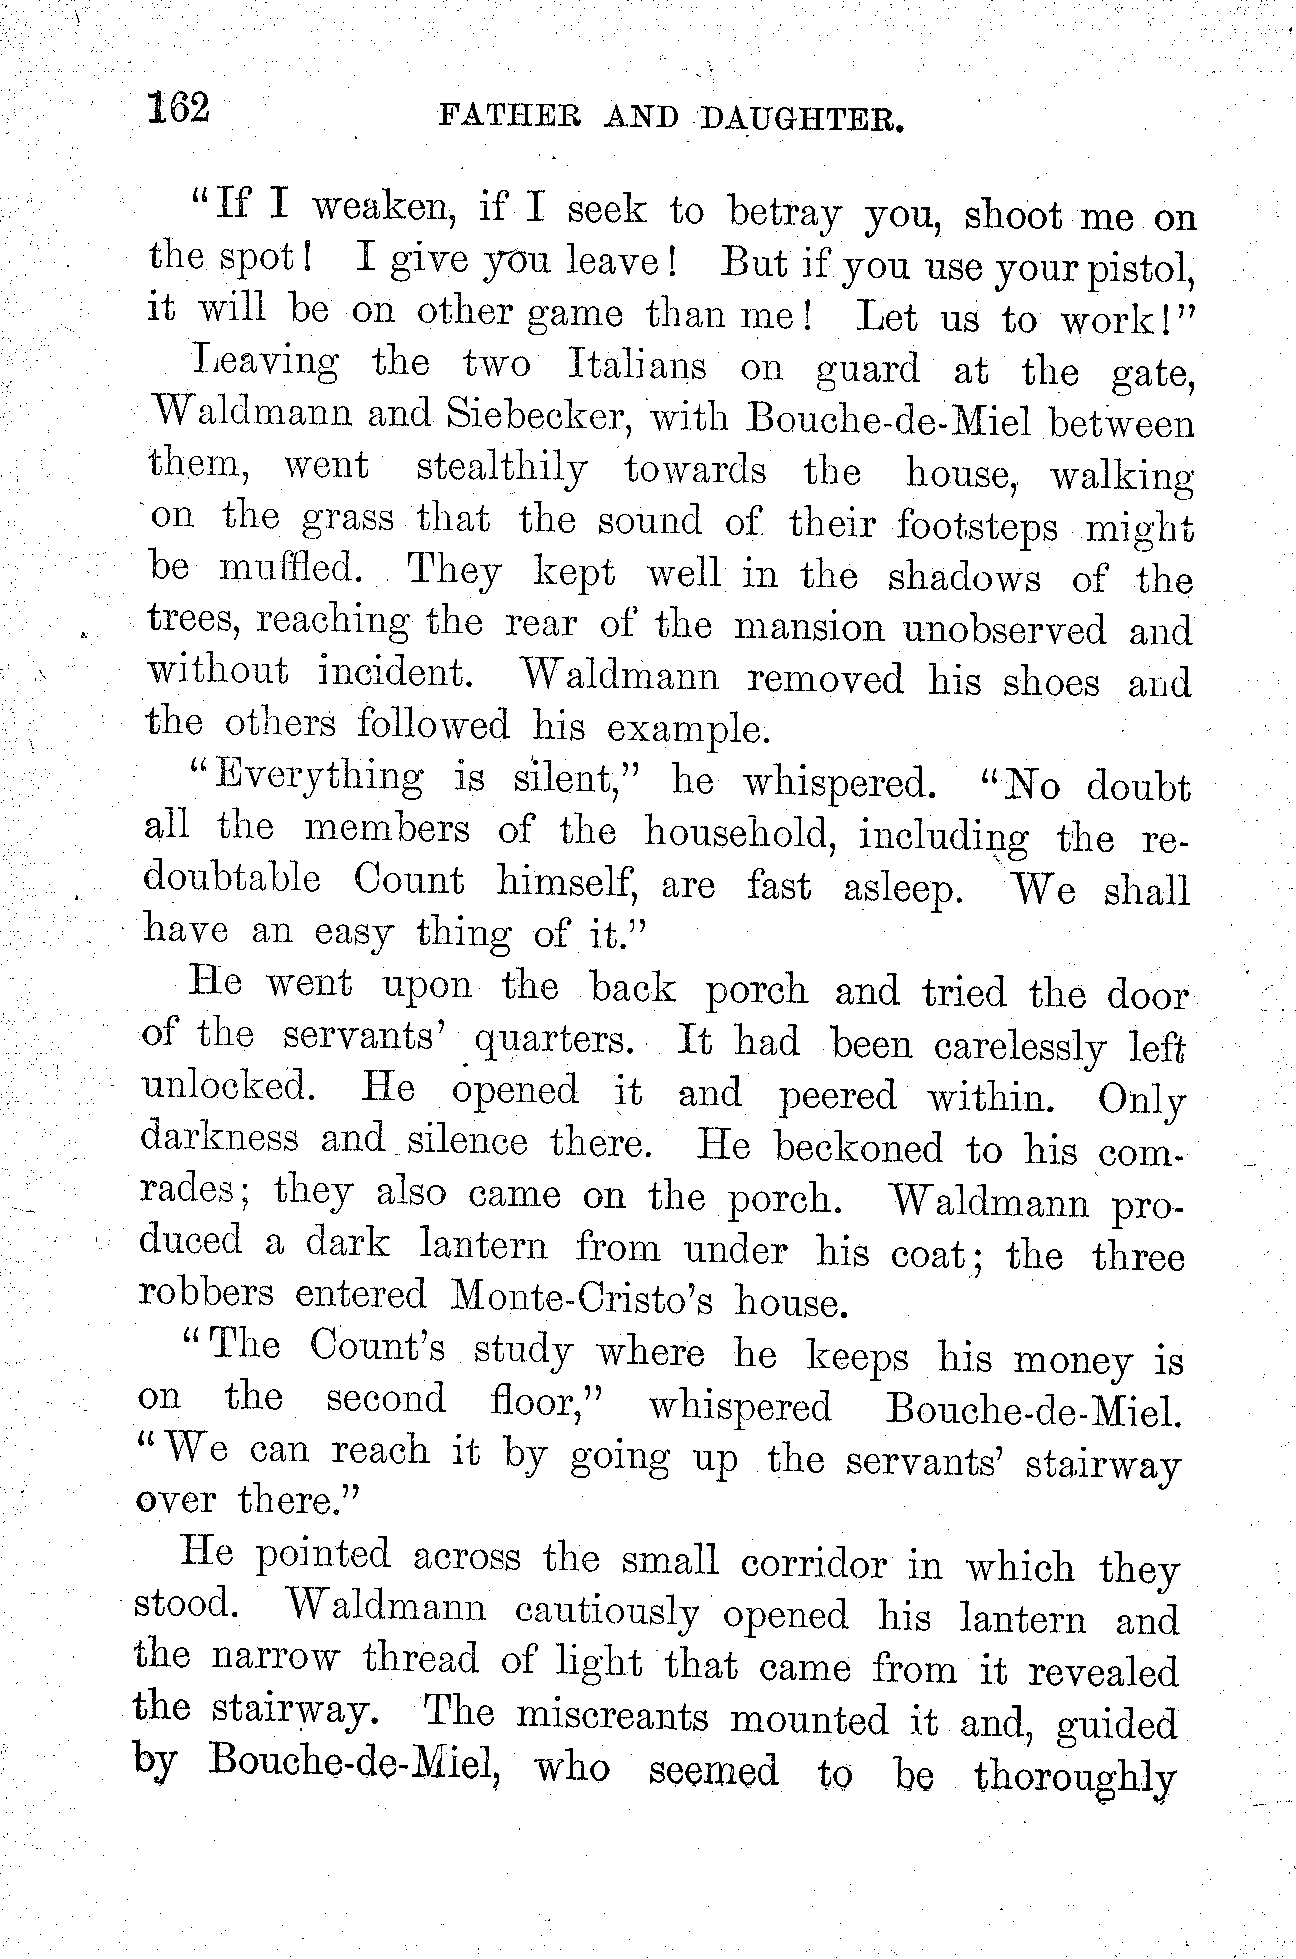 162 FATHER AND DAUGHTER.
"If I weaken, if I seek to betray you, shoot me on
the spot! I give you leave! But if you use your pistol,
it will be on other game than me! Let us to work!"
Leaving the two Italians on guard at the gate,
Waldmann and Siebecker, with Bouche-de-Miel between
them, went stealthily towards the house, walking
on the grass that the sound of their footsteps might
be muffled. They kept well in the shadows of the
trees, reaching the rear of the mansion unobserved and
without incident. Waldmann removed his shoes and
the others followed his example.
"Everything is silent," he whispered. "No doubt
all the members of the household, including the re-
doubtable Count himself, are fast asleep. We shall
have an easy thing of it."
He went upon the back porch and tried the door
of the servants' quarters. It had been carelessly left
unlocked. He opened it and peered within. Only
darkness and silence there. He beckoned to his com-
rades; they also came on the porch. Waldmann pro-
duced a dark lantern from under his coat; the three
robbers entered Monte-Cristo's house.
"The Count's study where he keeps his money is
on the second floor," whispered Bouche-de-Miel.
"We can reach it by going up the servants' stairway
over there."
He pointed across the small corridor in which they
stood. Waldmann cautiously opened his lantern and
the narrow thread of light that came from it revealed
the stairway. The miscreants mounted it and, guided
by Bouche-de-Miel, who seemed to be thoroughly